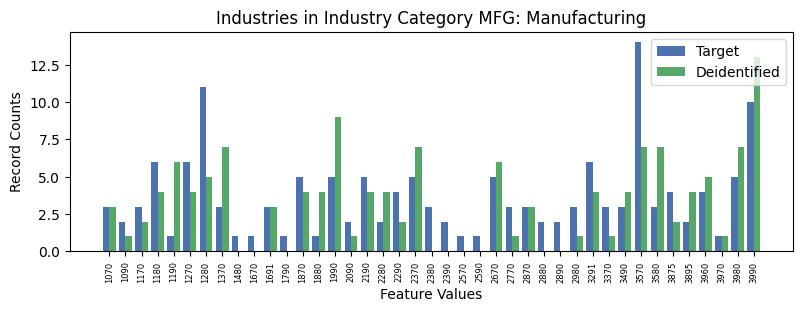 Industries in Industry Category MFG: Manufacturing
Target
Deidentified
Record Counts
12.5
10.0
7.5
5.0
2.5
0.0
1070 1090 1170 1180 1190 1270 1280 1370 1480 1670 1691 1790 1870 1880 1990 2090 2190 2280 2290 2370 2380 2390 2570 2590 2670 2770 2870 2880 2890 2980 3291 3370 3490 3570 3580 3875 3895 3960 3970 3980 3990
Feature Values